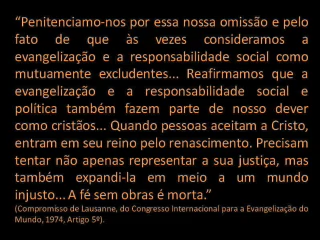 “Penitenciamo-nos por essa nossa omissão e pelo
fato de que às vezes consideramos a
evangelização e a responsabilidade social como
mutuamente excludentes... Reafirmamos que a
evangelização e a responsabilidade social e
política também fazem parte de nosso dever
como cristãos... Quando pessoas aceitam a Cristo,
entram em seu reino pelo renascimento. Precisam
tentar não apenas representar a sua justiça, mas
também expandi-la em meio a um mundo
injusto... A fé sem obras é morta.”
(Compromisso de Lausanne, do Congresso Internacional para a Evangelização do
Mundo, 1974, Artigo 5º).